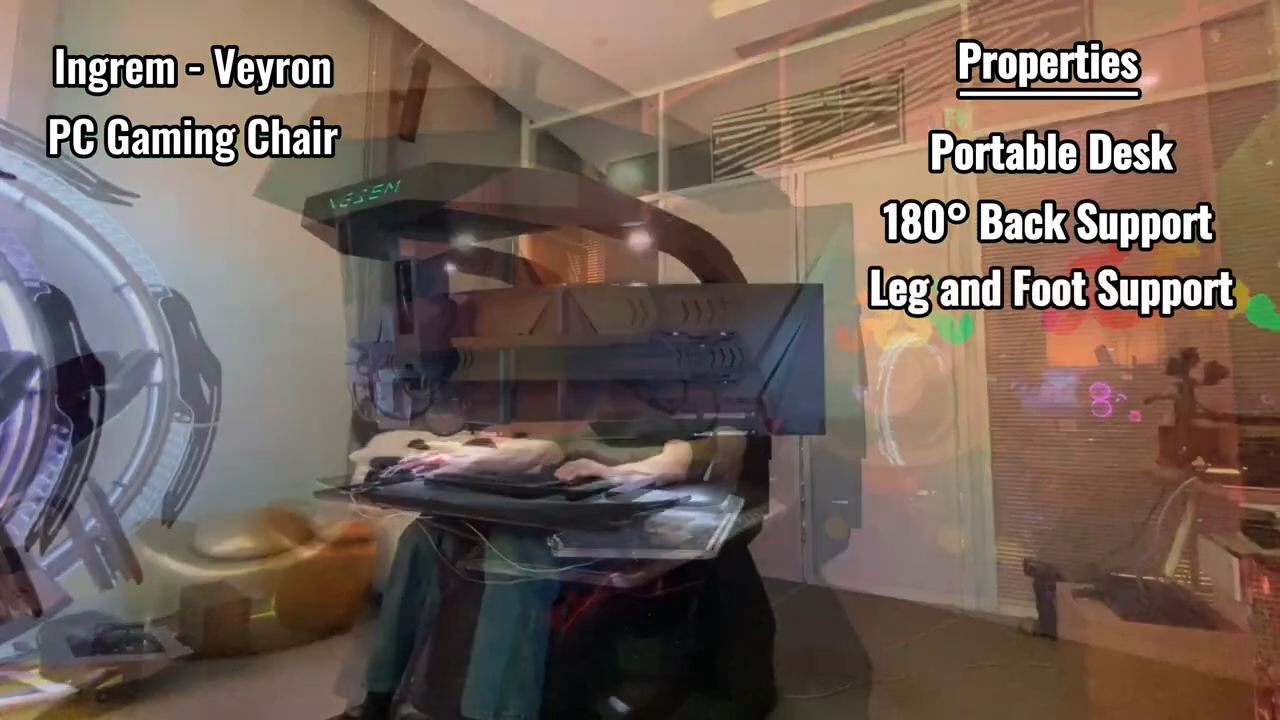 Ingrem - Veyron
PC Gaming Chair
Properties
Portable Desk
180° Back Support
Leg and Foot Support